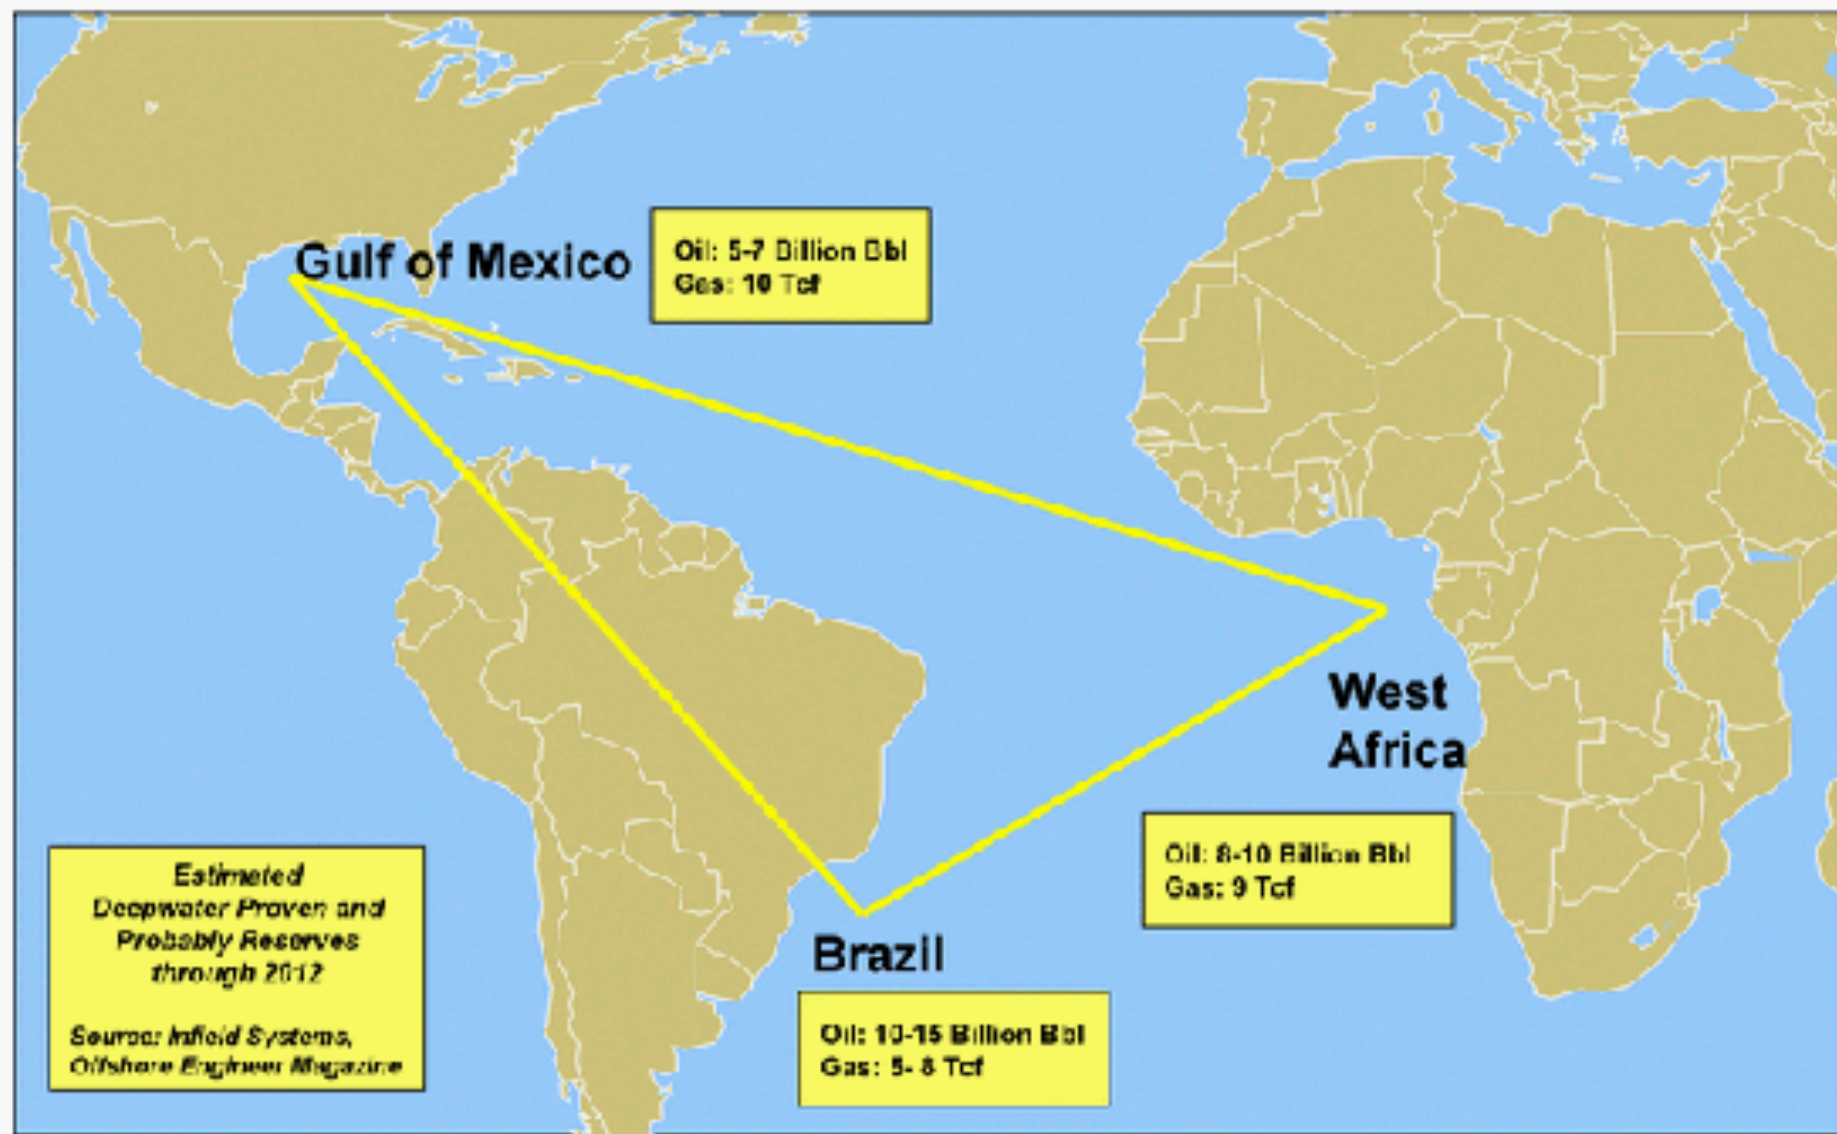 Gulf of Mexico
Oil: 5-7 Billion Bbl
Gas: 10 Tcf
West
Africa
Oil: 8-10 Billion Bbl
Gas: 9 Tcf
Brazil
Oil: 10-15 Billion Bbl
Gas: 5- 8 Tcf
Estimated
Deepwater Proven and
Probably Reserves
through 2012
Source: Infield Systems,
Offshore Engineer Magazine